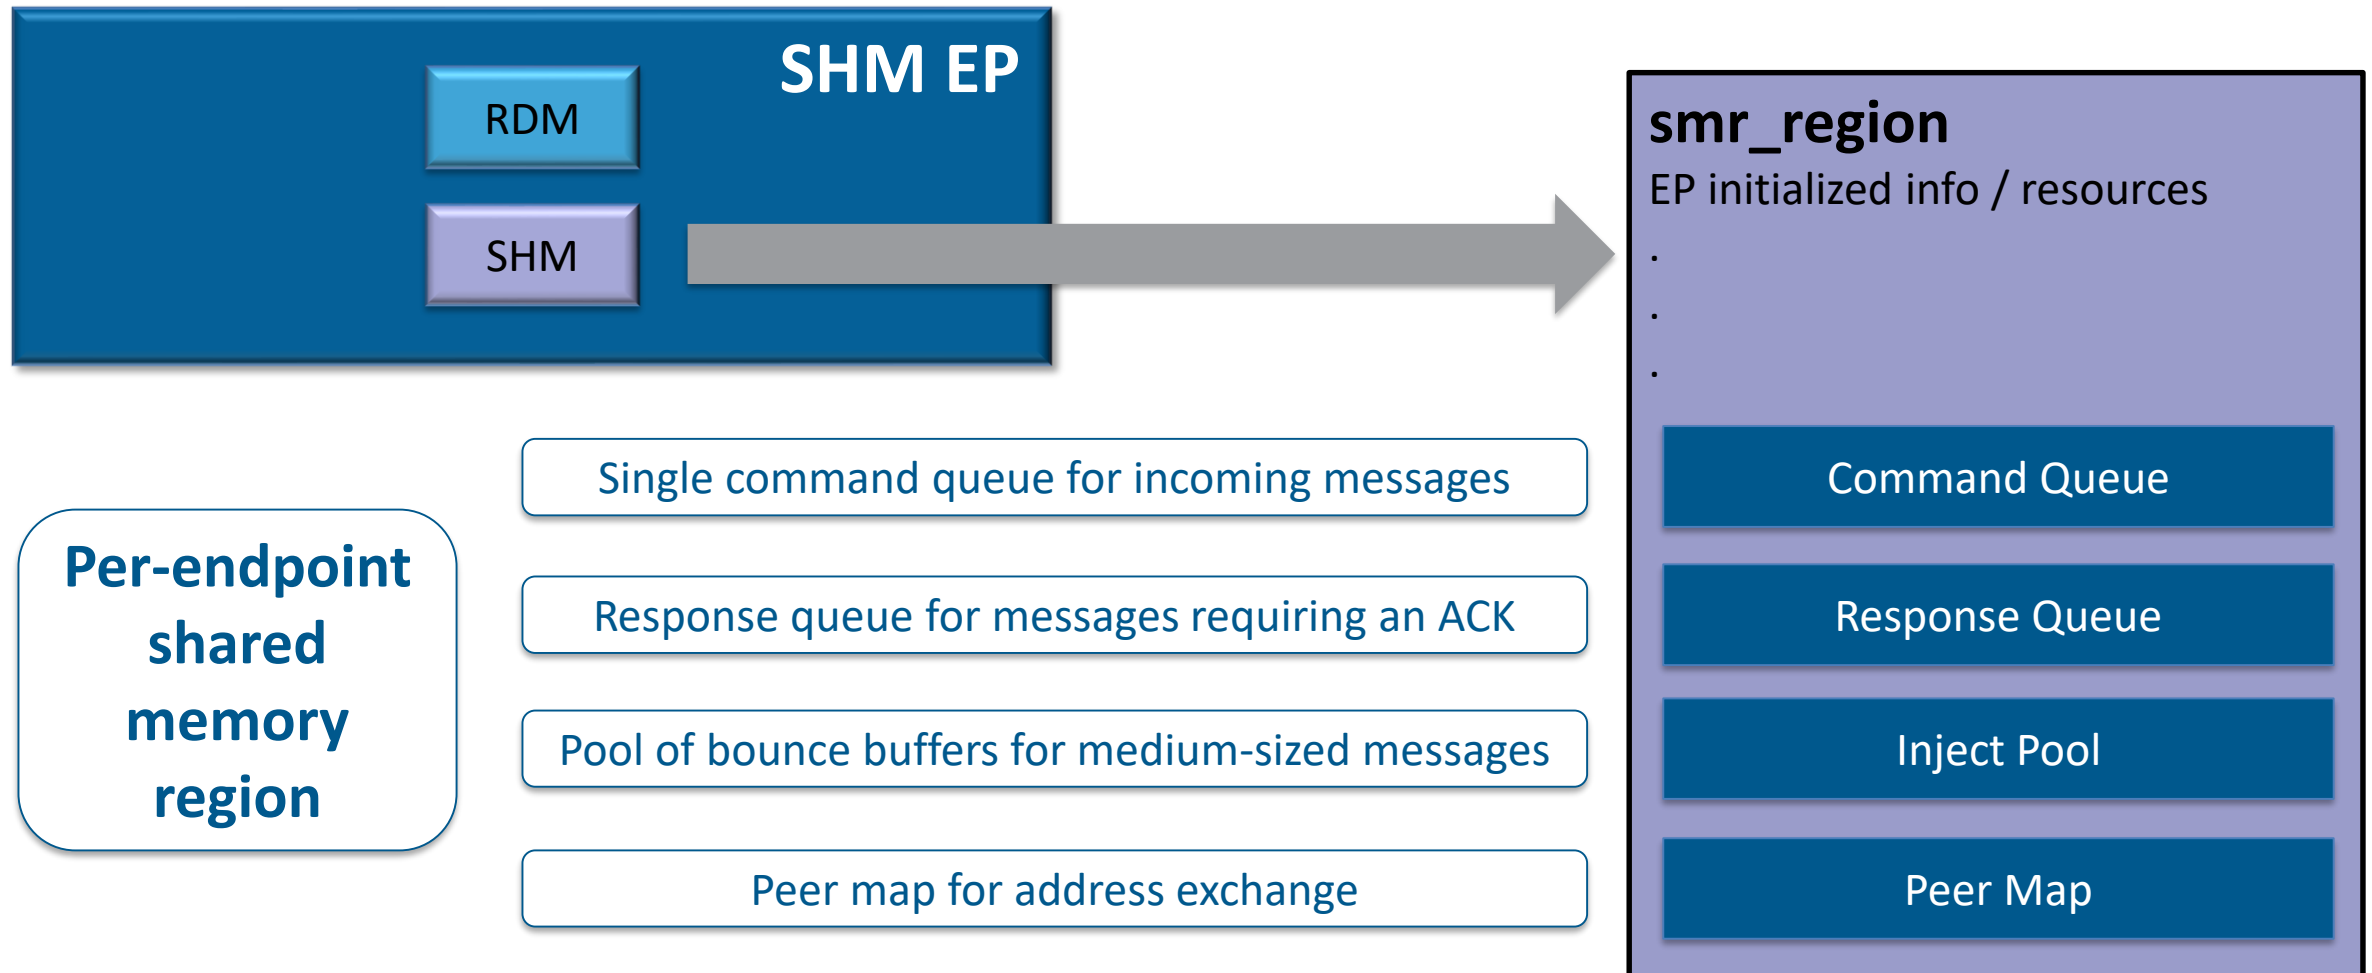 SHM EP
RDM
SHM
smr_region
EP initialized info / resources
.
.
.
Per-endpoint
shared
memory
region
Single command queue for incoming messages
Response queue for messages requiring an ACK
Pool of bounce buffers for medium-sized messages
Peer map for address exchange
Command Queue
Response Queue
Inject Pool
Peer Map